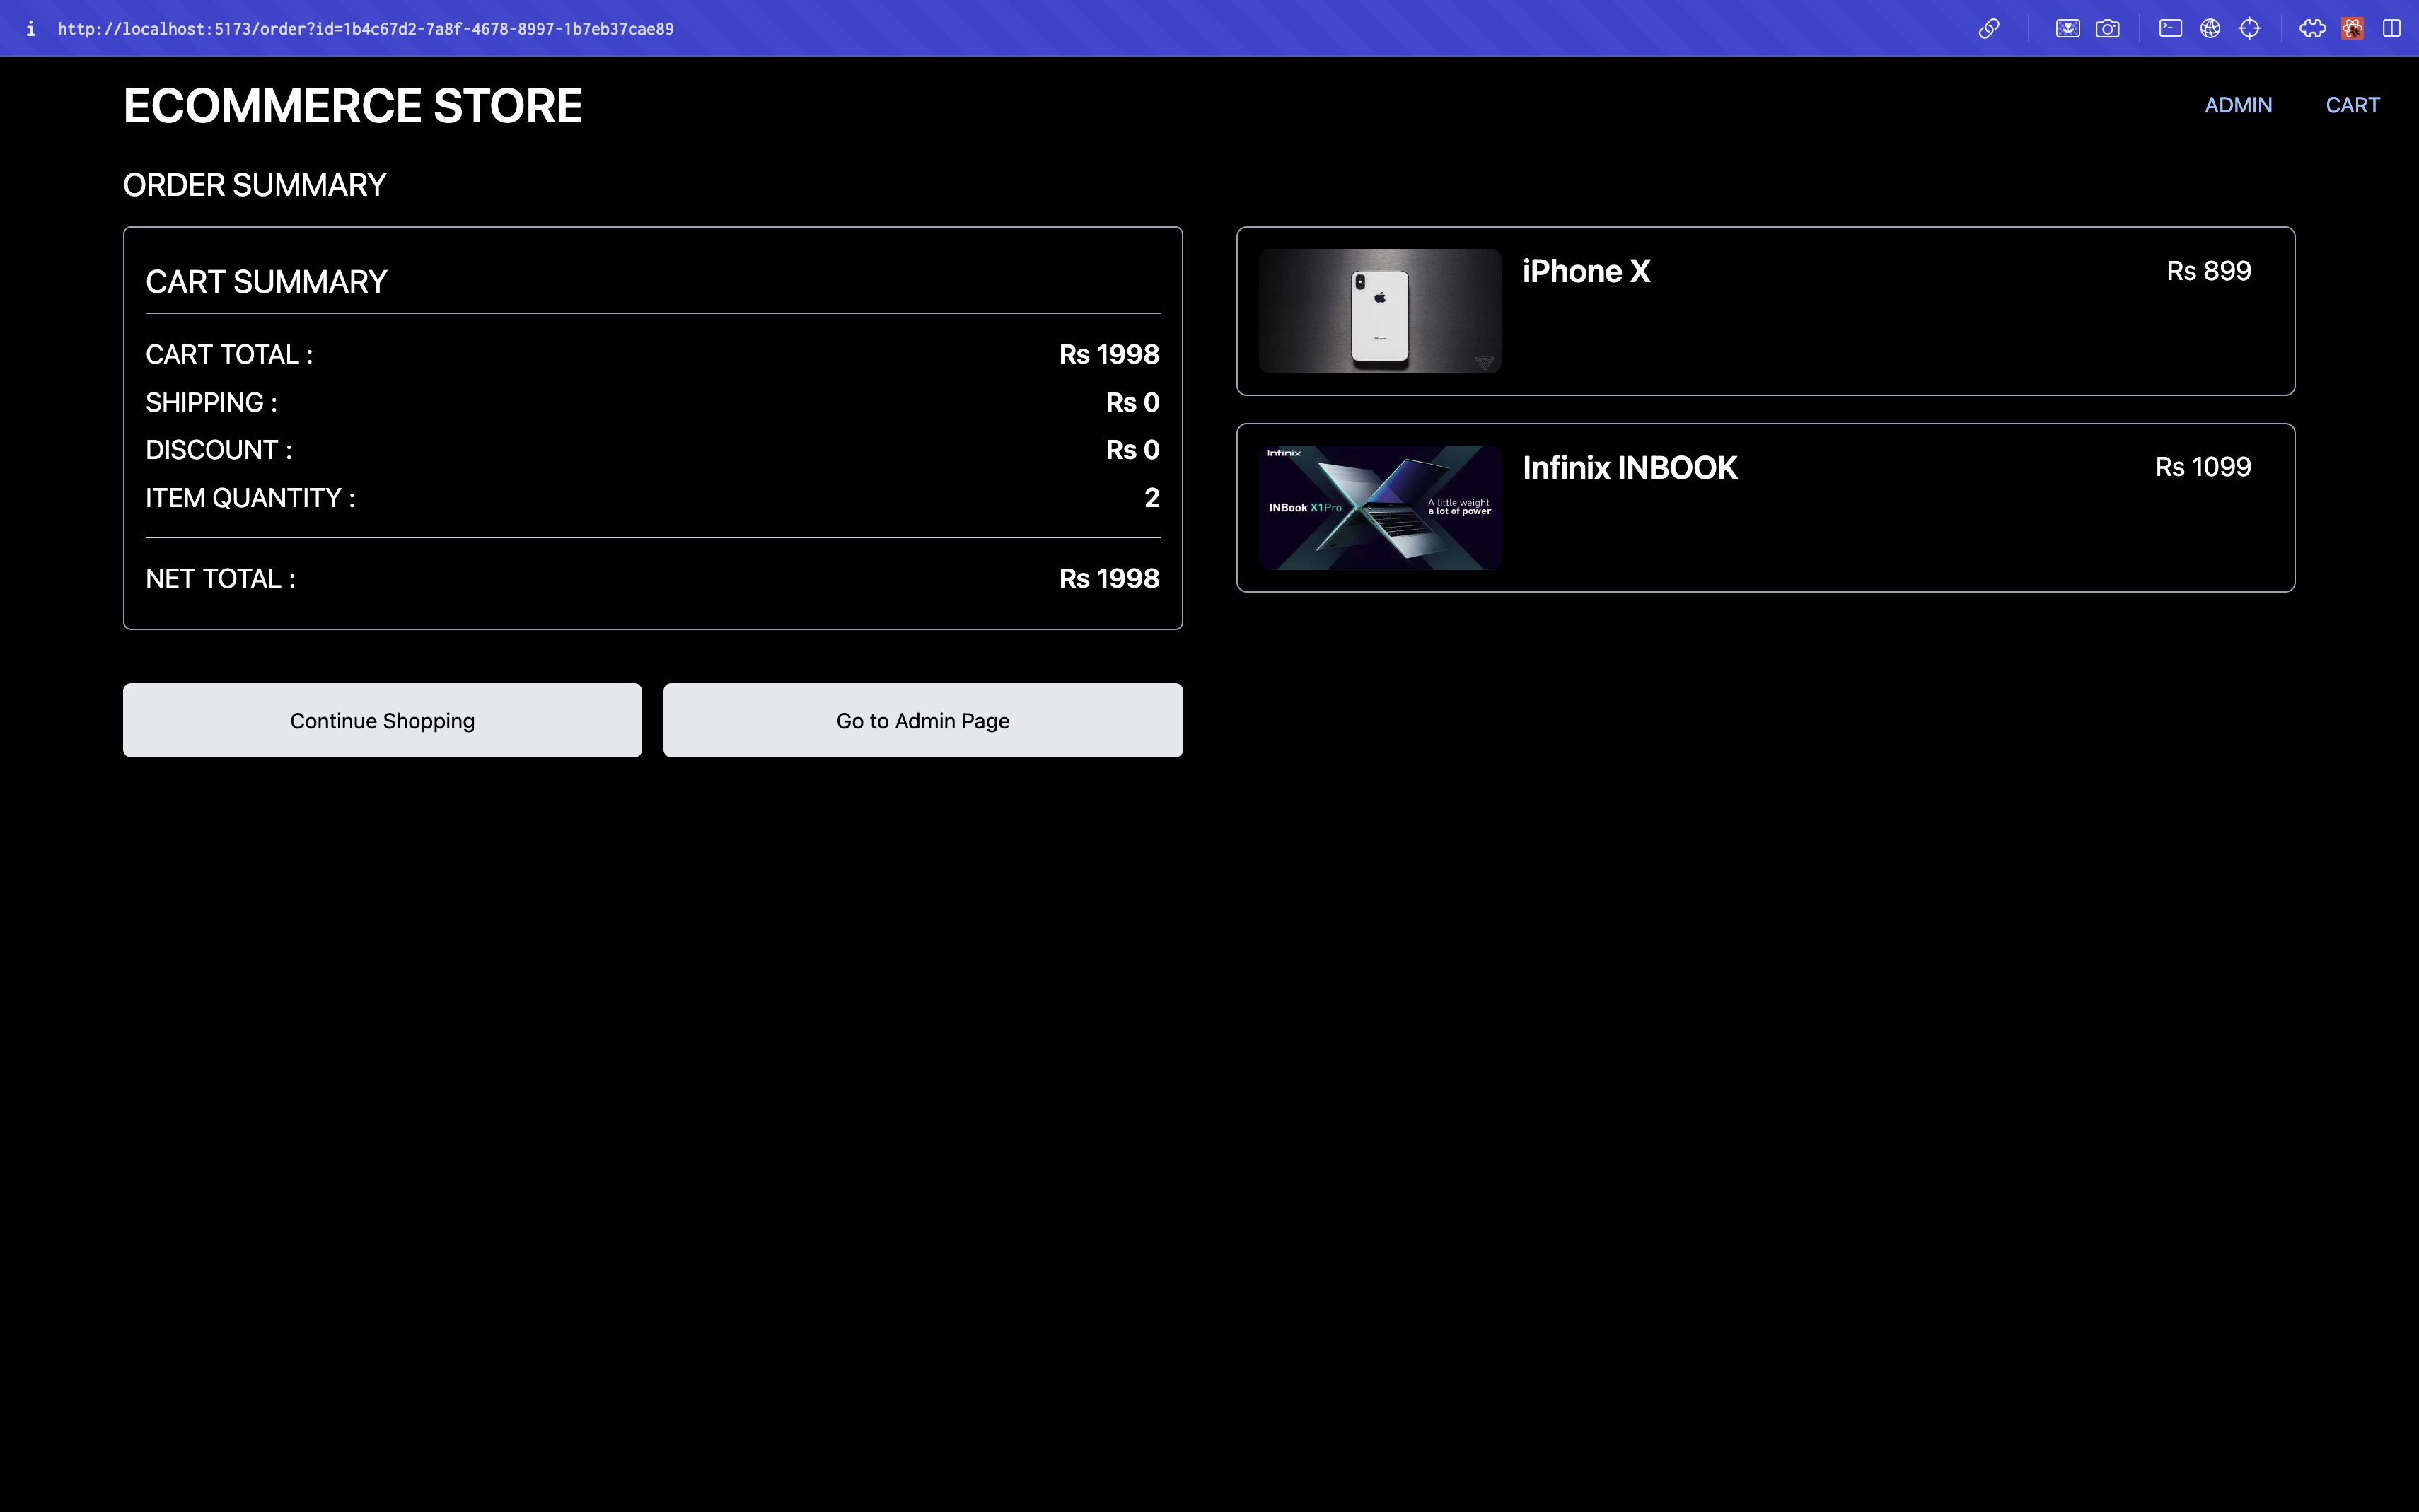 http://localhost:5173/order?id=1b4c67d2-7a8f-4678-8997-1b7eb37cae89
ECOMMERCE STORE
ADMIN
CART
ORDER SUMMARY
CART SUMMARY
CART TOTAL : Rs 1998
SHIPPING : Rs 0
DISCOUNT : Rs 0
ITEM QUANTITY : 2
NET TOTAL : Rs 1998
Continue Shopping
Go to Admin Page
iPhone X Rs 899
Infinix
INBook X1Pro
A little weight
a lot of power
Infinix INBOOK Rs 1099